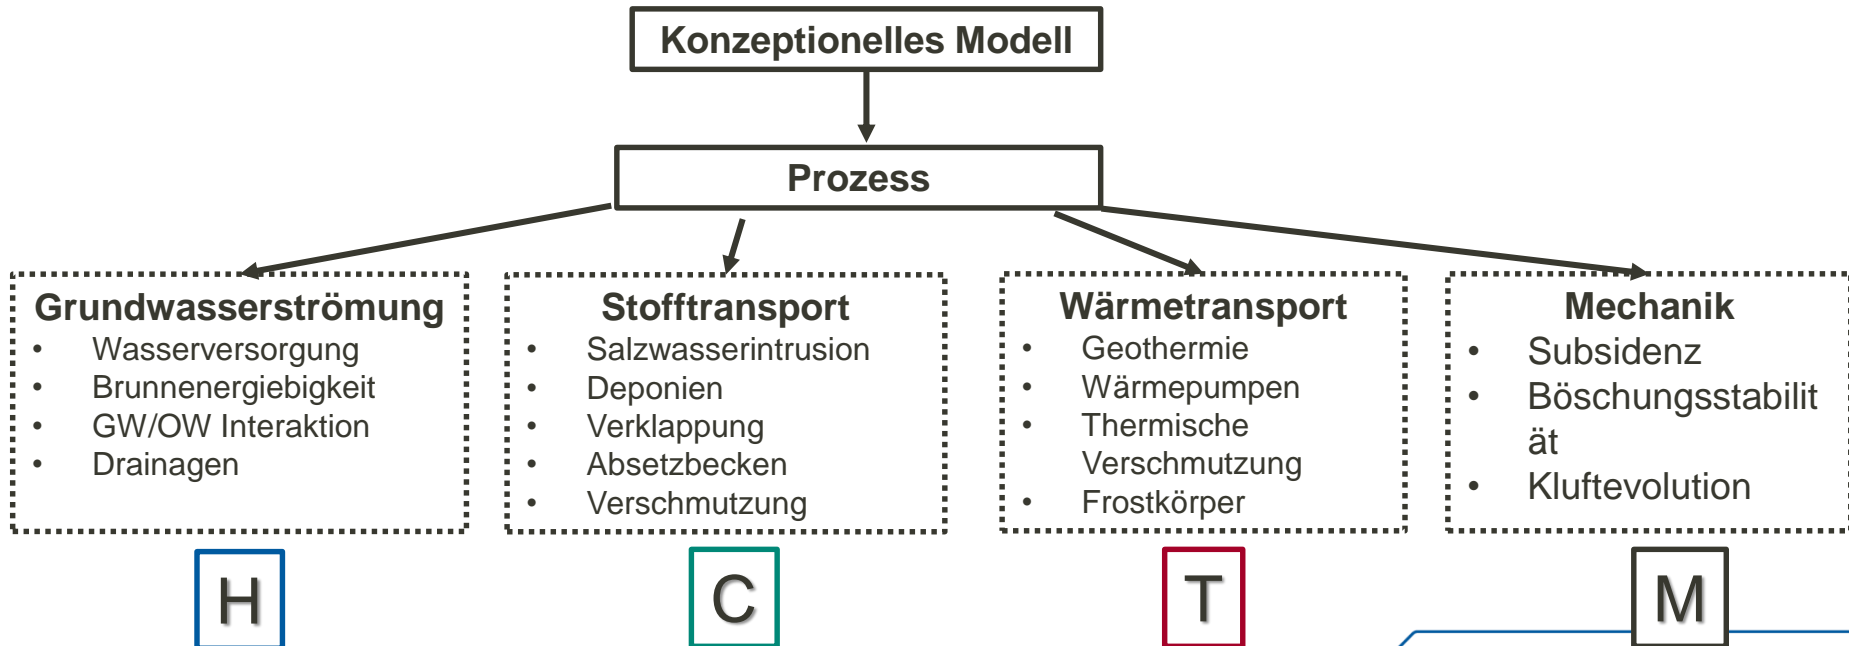 Konzeptionelles Modell
Prozess
Grundwasserströmung
• Wasserversorgung
• Brunnenergiebigkeit
• GW/OW Interaktion
• Drainagen
Stofftransport
• Salzwasserintrusion
• Deponien
• Verklappung
• Absetzbecken
• Verschmutzung
Wärmetransport
• Geothermie
• Wärmepumpen
• Thermische
Verschmutzung
• Frostkörper
Mechanik
• Subsidenz
• Böschungsstabilit
ät
• Kluftevolution
H
C
T
M